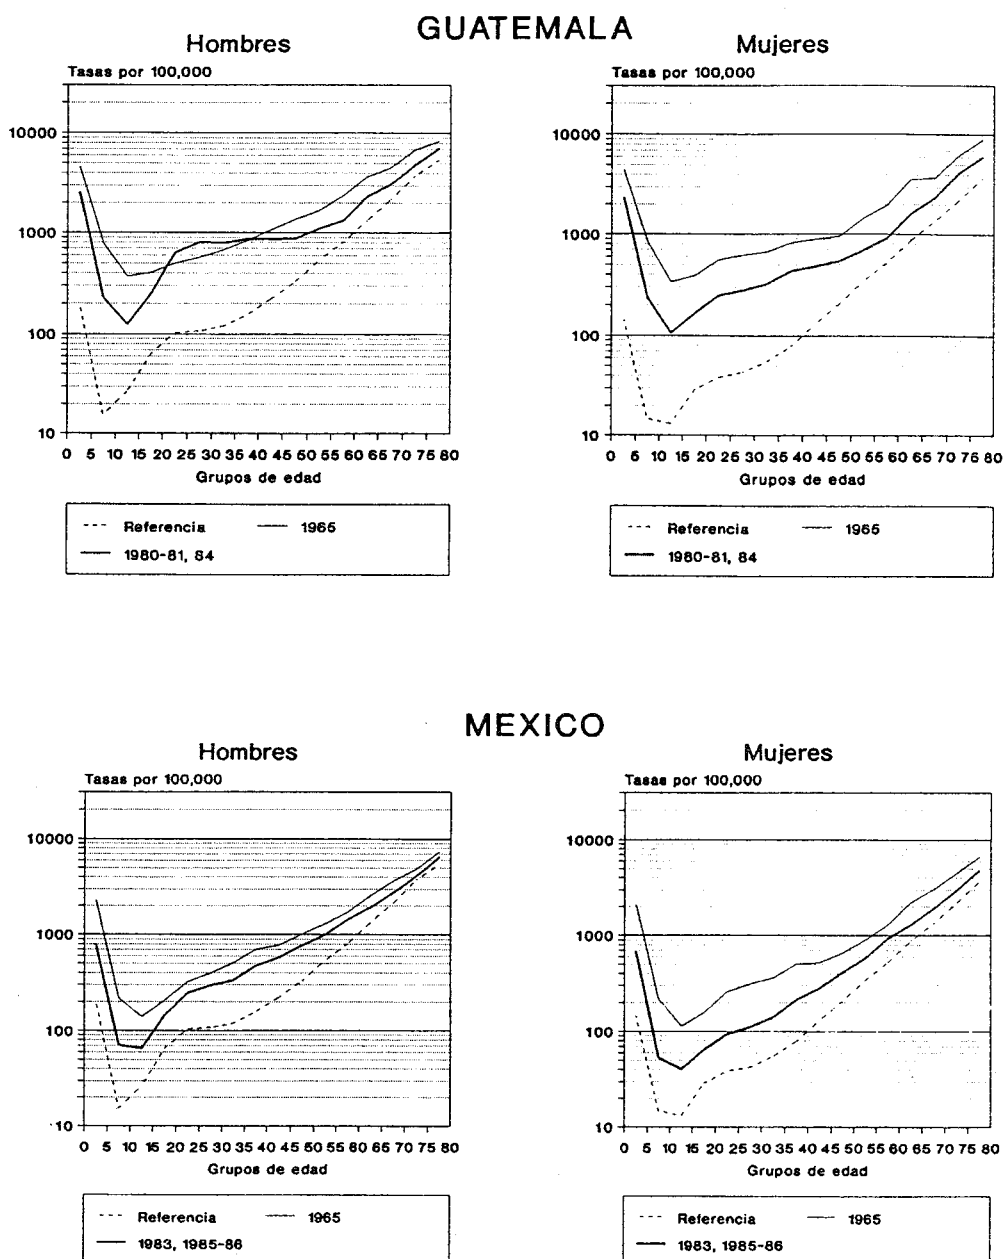 GUATEMALA
Hombres
Mujeres
Tasas por 100,000
Tasas por 100,000
10000
1000
100
10
0 5 10 15 20 25 30 35 40 45 50 55 60 65 70 75 80
Grupos de edad
10000
1000
100
10
0 5 10 15 20 25 30 35 40 45 50 55 60 65 70 76 80
Grupos de edad
--- Referencia — 1965
— 1980-81, 84
--- Referencia — 1965
— 1980-81, 84
MEXICO
Hombres
Mujeres
Tasas por 100,000
Tasas por 100,000
10000
1000
100
10
0 5 10 15 20 25 30 35 40 45 50 55 60 65 70 75 80
Grupos de edad
10000
1000
100
10
0 5 10 15 20 25 30 35 40 45 50 55 60 65 70 75 80
Grupos de edad
--- Referencia — 1965
— 1983, 1985-86
--- Referencia — 1965
— 1983, 1985-86